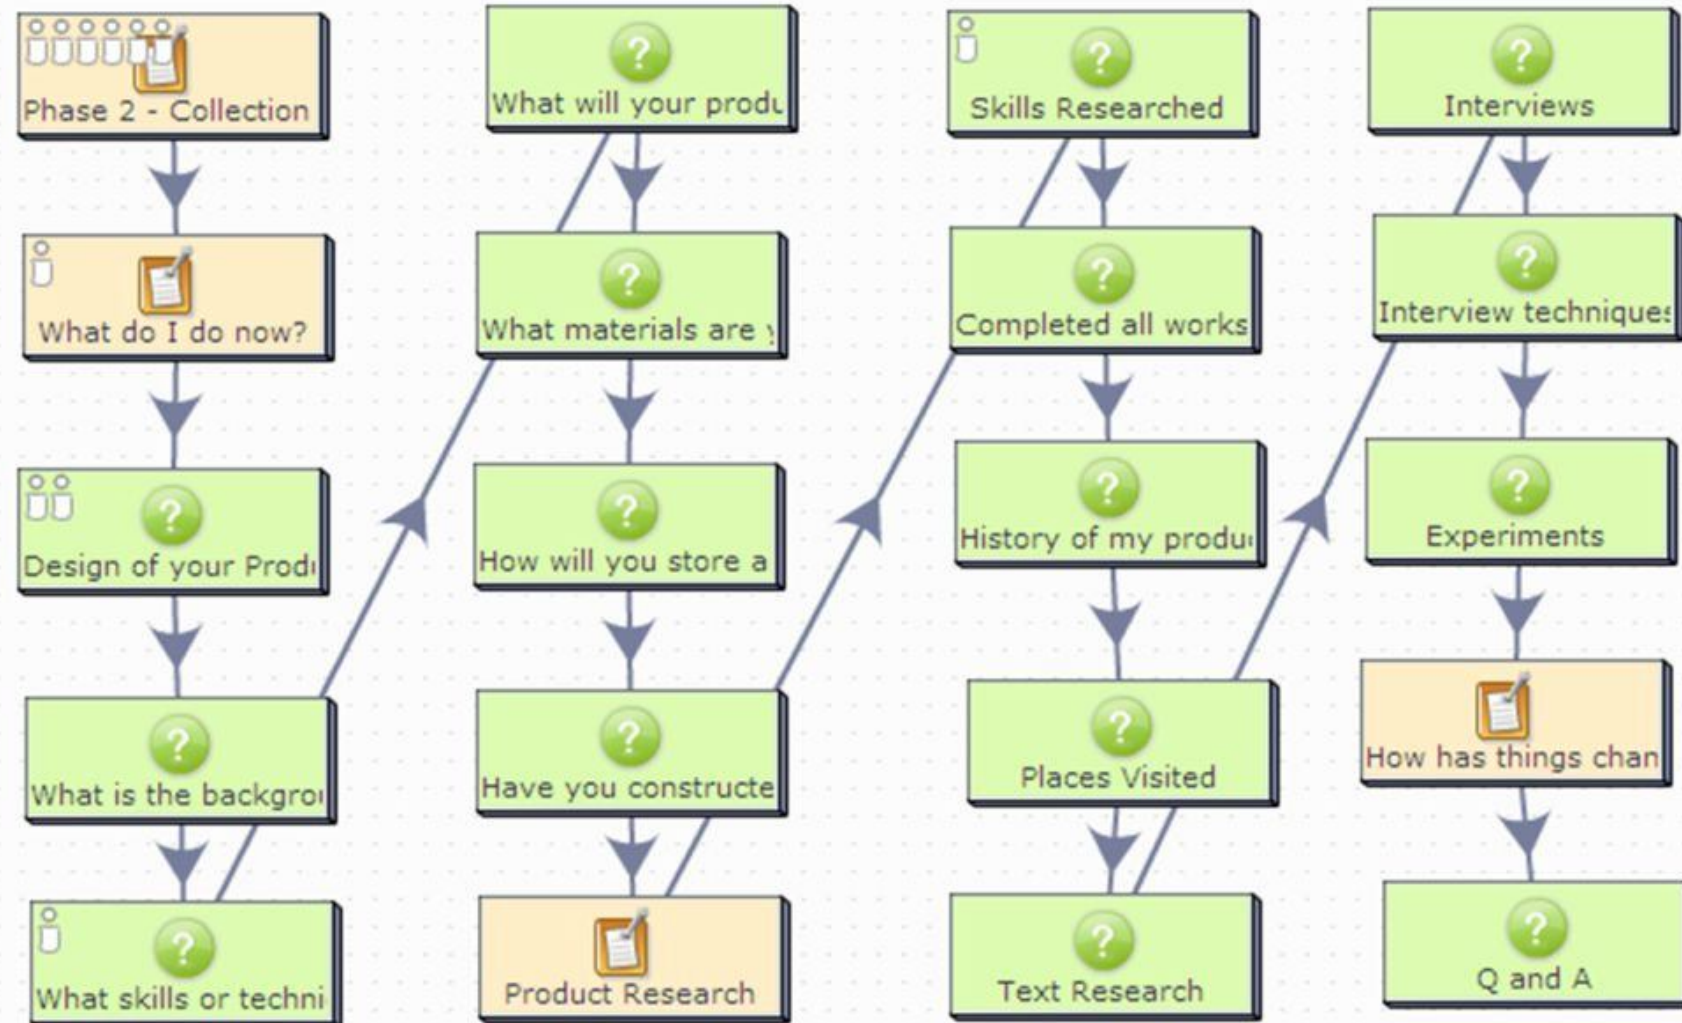 Phase 2 - Collection
What do I do now?
Design of your Prod
What is the backgro
What skills or techni
What will your produ
What materials are
How will you store a
Have you constructe
Product Research
Skills Researched
Completed all works
History of my produ
Places Visited
Text Research
Interviews
Interview techniques
Experiments
How has things chan
Q and A